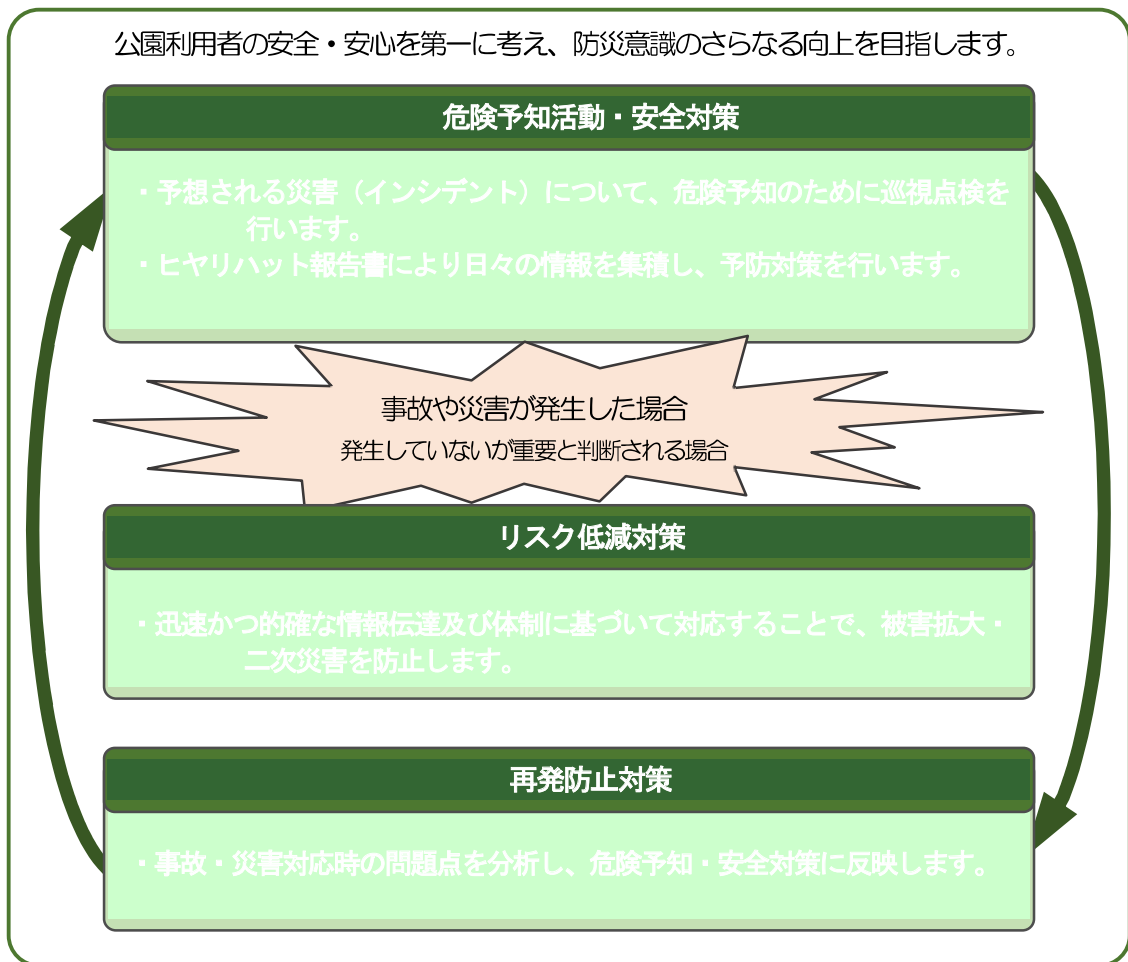 公園利用者の安全・安心を第一に考え、防災意識のさらなる向上を目指します。
危険予知活動・安全対策
・予想される災害（インシデント）について、危険予知のために巡視点検を
行います。
・ヒヤリハット報告書により日々の情報を集積し、予防対策を行います。
事故や災害が発生した場合
発生していないが重要と判断される場合
リスク低減対策
・迅速かつ的確な情報伝達及び体制に基づいて対応することで、被害拡大・
二次災害を防止します。
再発防止対策
・事故・災害対応時の問題点を分析し、危険予知・安全対策に反映します。